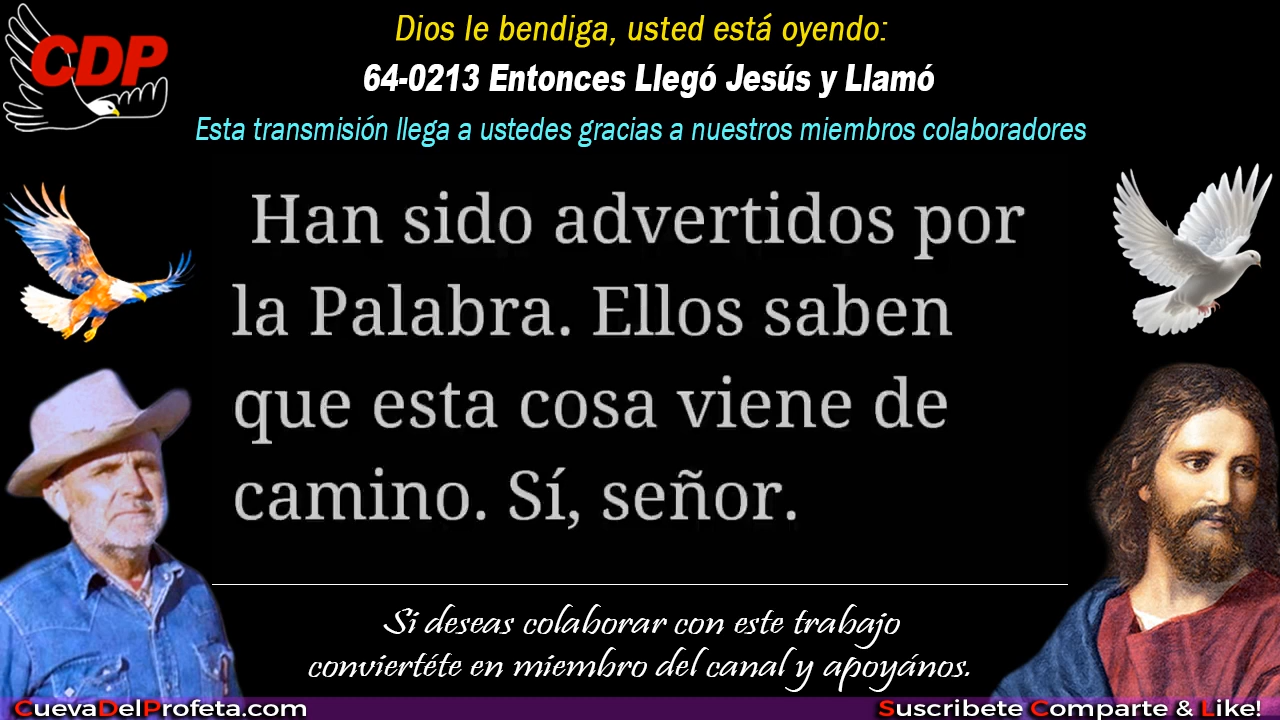 CDP
Dios le bendiga, usted está oyendo:
64-0213 Entonces Llegó Jesús y Llamó
Esta transmisión llega a ustedes gracias a nuestros miembros colaboradores
Han sido advertidos por
la Palabra. Ellos saben
que esta cosa viene de
camino. Sí, señor.
Si deseas colaborar con este trabajo
conviertéte en miembro del canal y apoyános.
CuevaDelProfeta.com
Suscribete Comparte & Like!